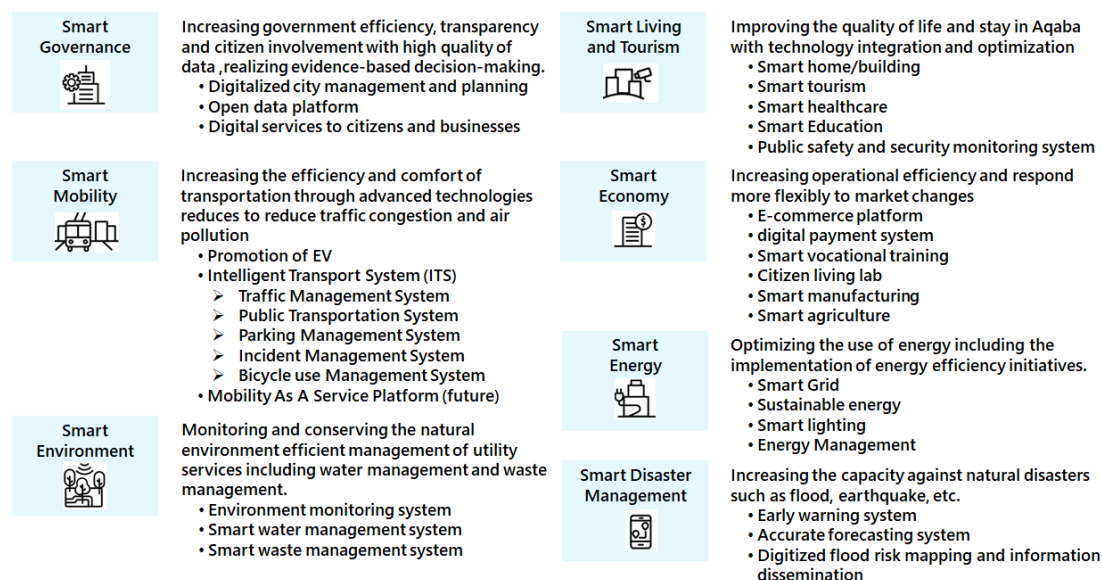 Smart
Governance
Increasing government efficiency, transparency
and citizen involvement with high quality of
data ,realizing evidence-based decision-making.
• Digitalized city management and planning
• Open data platform
• Digital services to citizens and businesses
Smart
Mobility
Increasing the efficiency and comfort of
transportation through advanced technologies
reduces to reduce traffic congestion and air
pollution
• Promotion of EV
• Intelligent Transport System (ITS)
➢ Traffic Management System
➢ Public Transportation System
➢ Parking Management System
➢ Incident Management System
➢ Bicycle use Management System
• Mobility As A Service Platform (future)
Smart
Environment
Monitoring and conserving the natural
environment efficient management of utility
services including water management and waste
management.
• Environment monitoring system
• Smart water management system
• Smart waste management system
Smart Living
and Tourism
Improving the quality of life and stay in Aqaba
with technology integration and optimization
• Smart home/building
• Smart tourism
• Smart healthcare
• Smart Education
• Public safety and security monitoring system
Smart
Economy
Increasing operational efficiency and respond
more flexibly to market changes
• E-commerce platform
• digital payment system
• Smart vocational training
• Citizen living lab
• Smart manufacturing
• Smart agriculture
Smart
Energy
Optimizing the use of energy including the
implementation of energy efficiency initiatives.
• Smart Grid
• Sustainable energy
• Smart lighting
• Energy Management
Smart Disaster
Management
Increasing the capacity against natural disasters
such as flood, earthquake, etc.
• Early warning system
• Accurate forecasting system
• Digitized flood risk mapping and information
dissemination